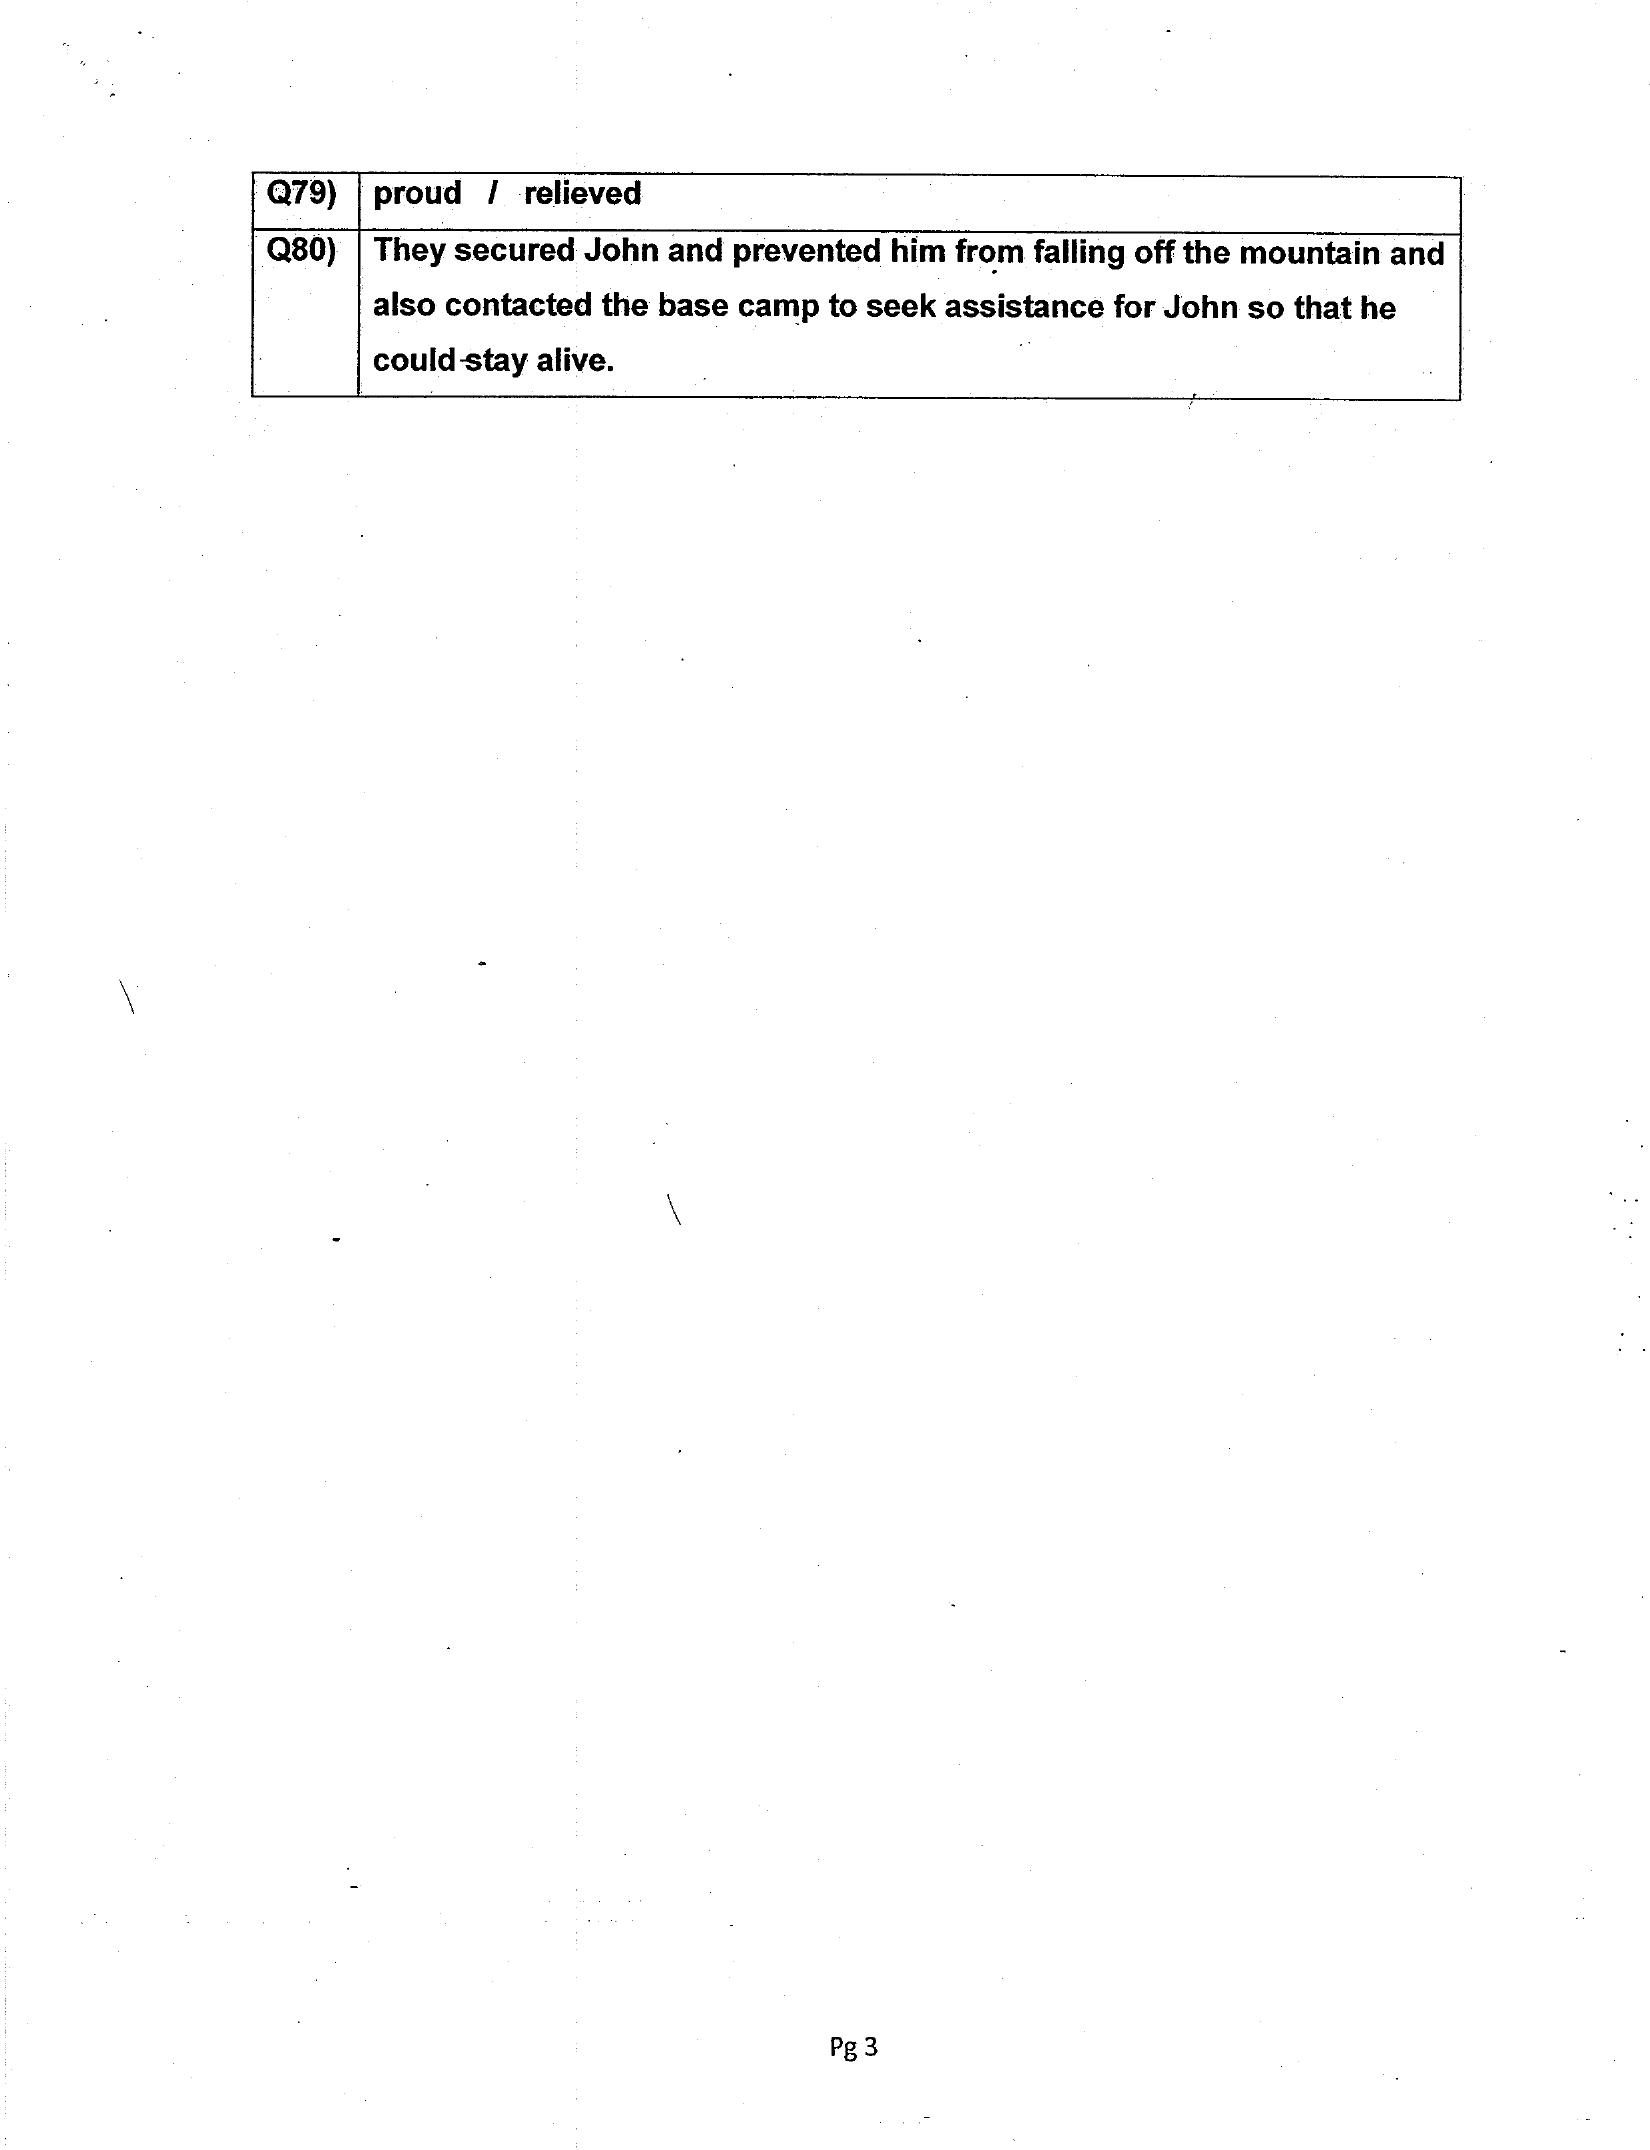 Q79) proud / relieved
Q80) They secured John and prevented him from falling off the mountain and
also contacted the base camp to seek assistance for John so that he
could stay alive.
Pg 3